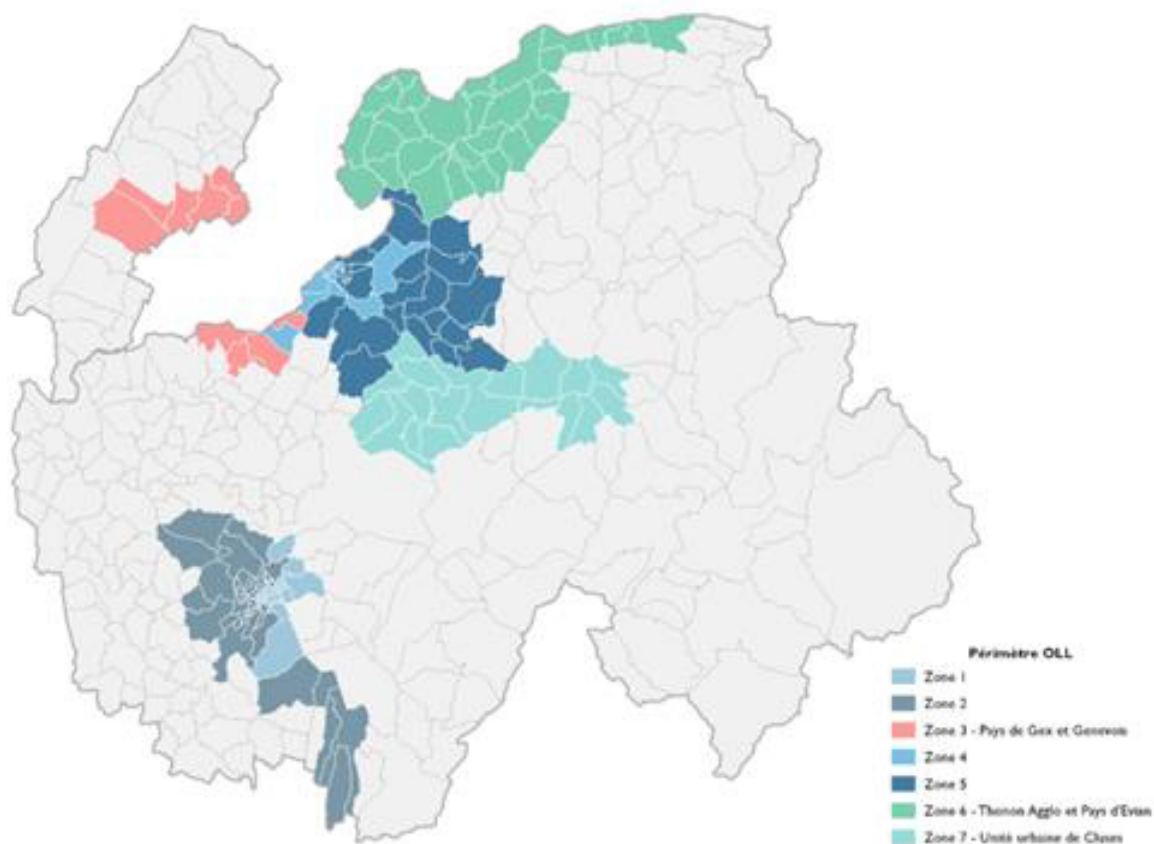 Périmètre OLL
Zone 1
Zone 2
Zone 3 - Pays de Gex et Genevois
Zone 4
Zone 5
Zone 6 - Thonon Agglo et Pays d'Evian
Zone 7 - Unité urbaine de Cluses